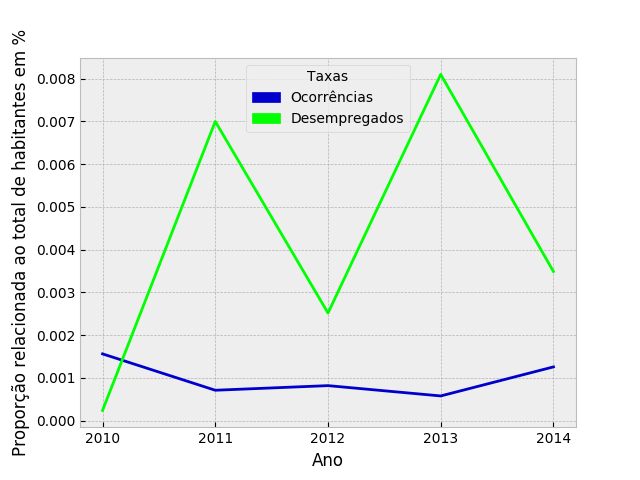 Proporção relacionada ao total de habitantes em %
0.008
0.007
0.006
0.005
0.004
0.003
0.002
0.001
0.000
Taxas
Ocorrências
Desempregados
2010 2011 2012 2013 2014
Ano